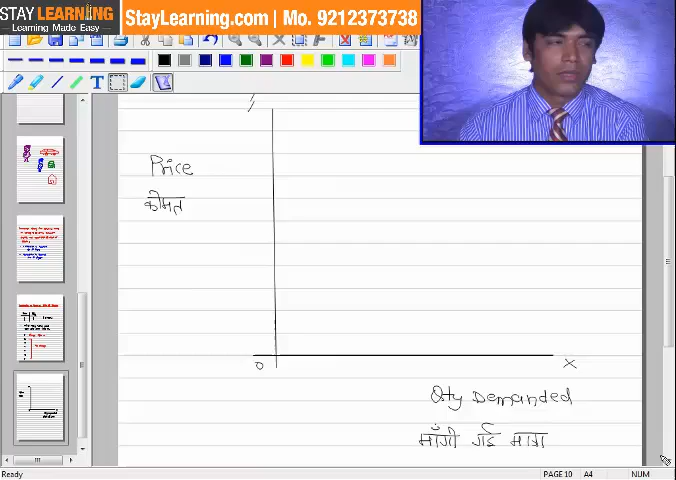 STAY LEARNING
Learning Made Easy
StayLearning.com | Mo. 9212373738
T
Price
कीमत
O
X
Qty Demanded
माँगी गई मात्रा
Ready
PAGE 10
A4
NUM